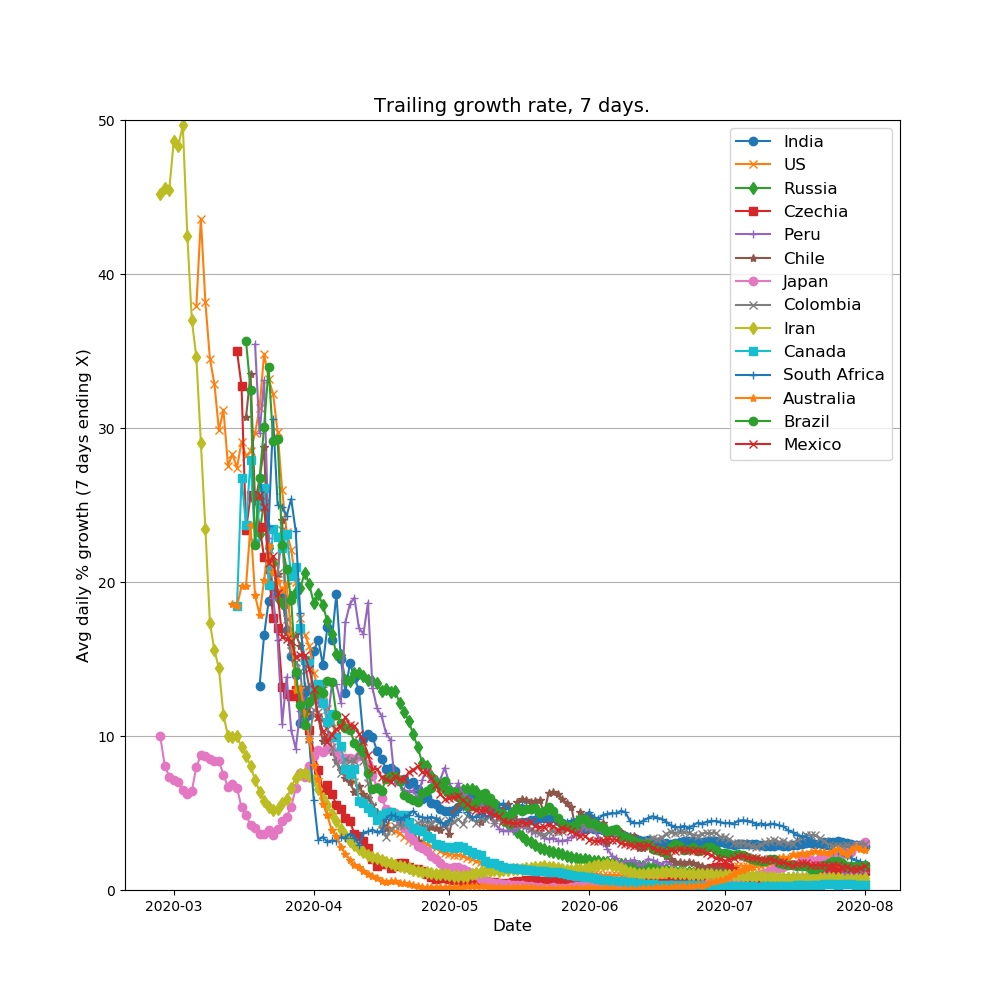 Trailing growth rate, 7 days.
Avg daily % growth (7 days ending X)
50
40
30
20
10
0
India
US
Russia
Czechia
Peru
Chile
Japan
Colombia
Iran
Canada
South Africa
Australia
Brazil
Mexico
2020-03 2020-04 2020-05 2020-06 2020-07 2020-08
Date